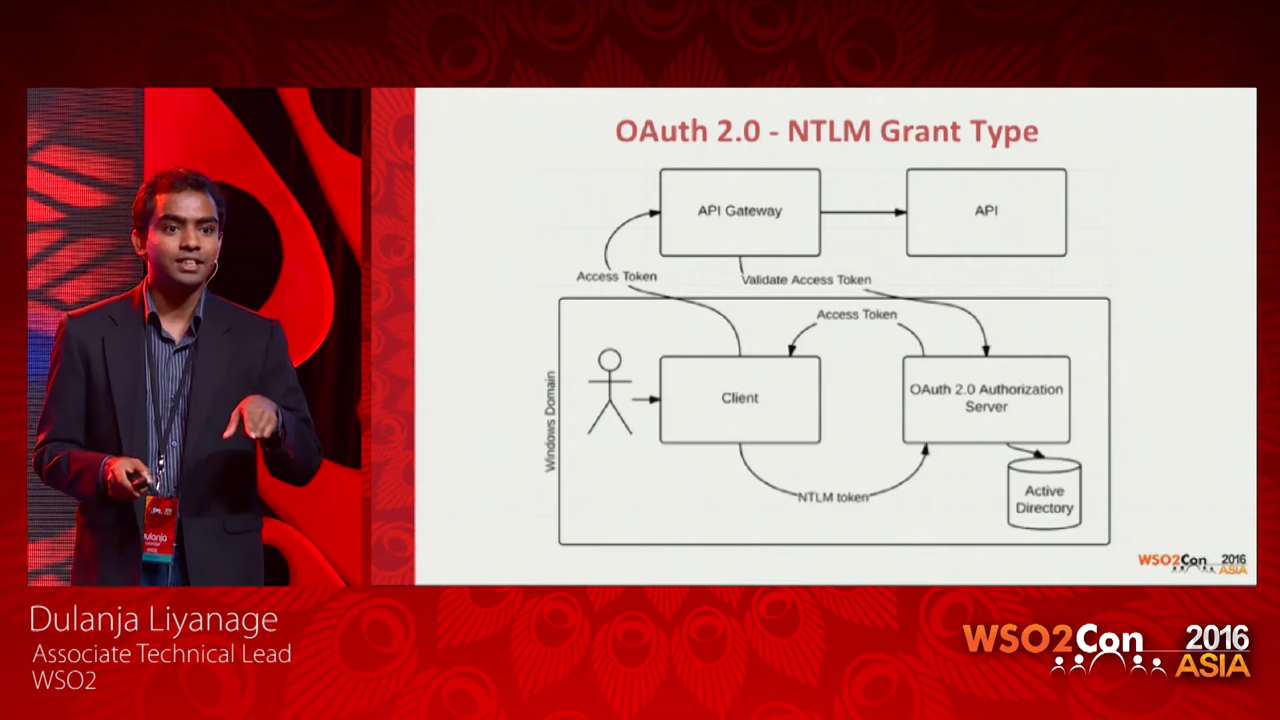 OAuth 2.0 - NTLM Grant Type
API Gateway
API
Access Token
Validate Access Token
Access Token
Windows Domain
Client
OAuth 2.0 Authorization
Server
NTLM token
Active
Directory
WSO2Con 2016
ASIA
ulanja
Dulanja Liyanage
Associate Technical Lead
WSO2
WSO2Con 2016
ASIA